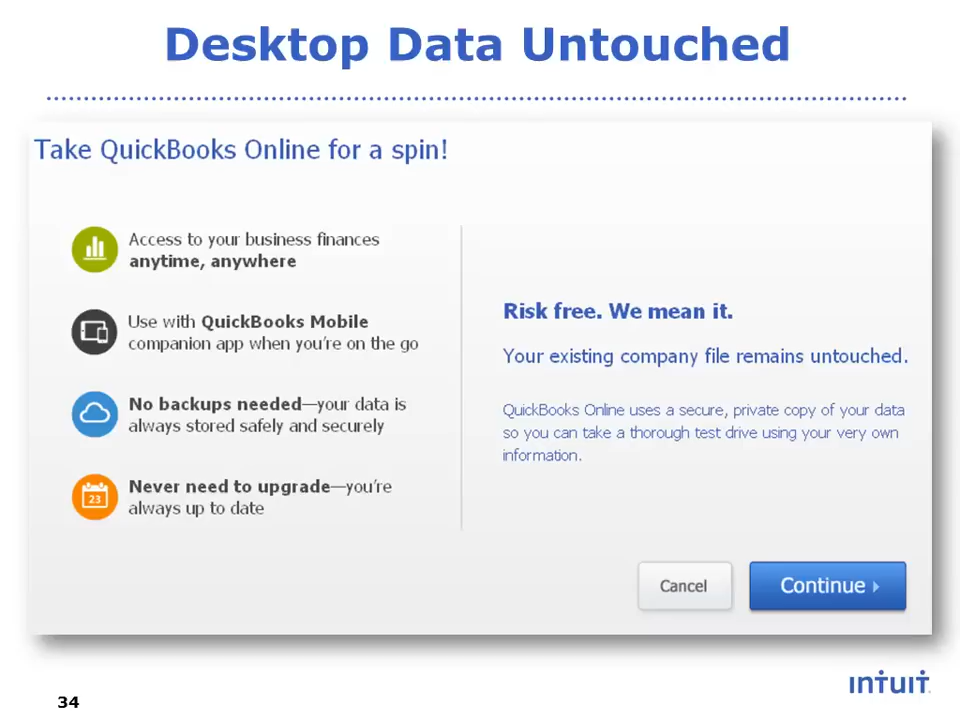 Desktop Data Untouched
Take QuickBooks Online for a spin!
Access to your business finances
anytime, anywhere
Use with QuickBooks Mobile
companion app when you're on the go
No backups needed—your data is
always stored safely and securely
23
Never need to upgrade—you're
always up to date
Risk free. We mean it.
Your existing company file remains untouched.
QuickBooks Online uses a secure, private copy of your data
so you can take a thorough test drive using your very own
information.
Cancel
Continue
34
intuit